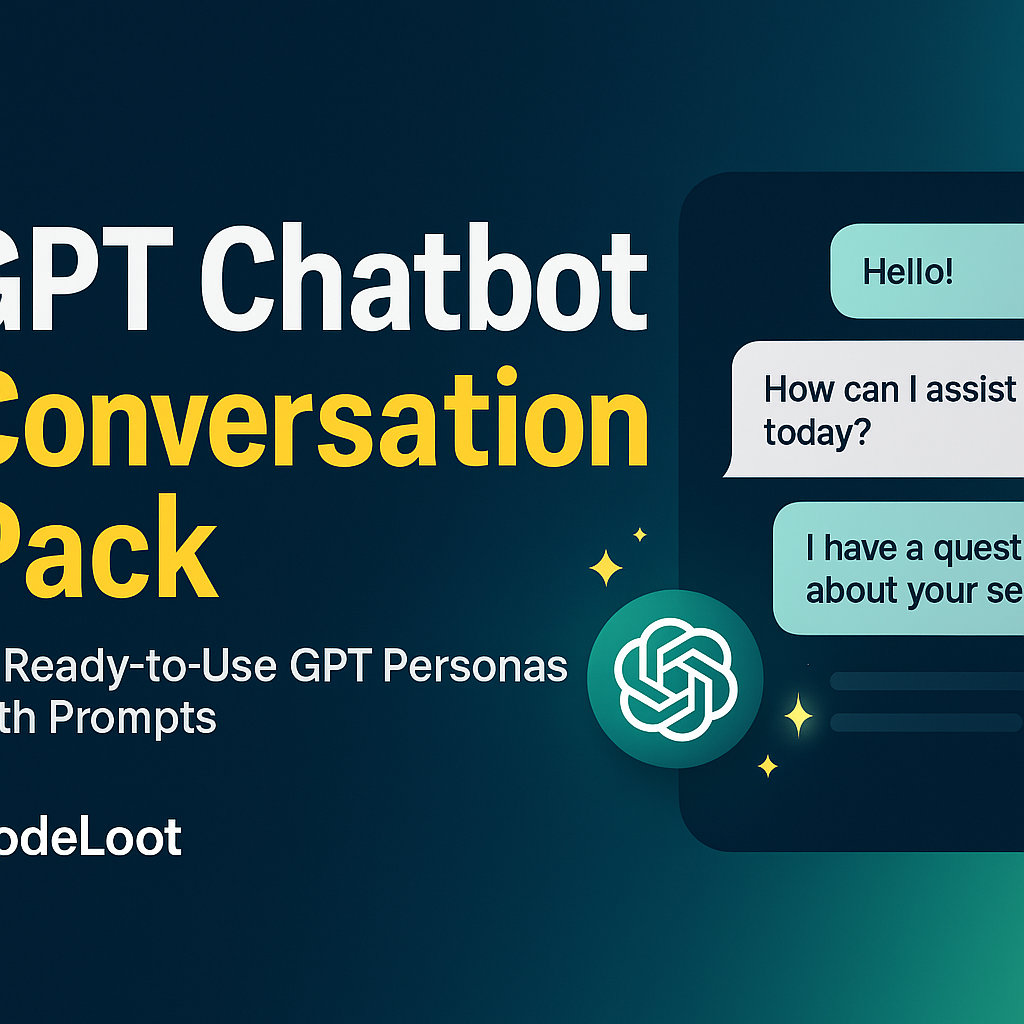 GPT Chatbot
Conversation
Pack
Ready-to-Use GPT Personas
th Prompts
odeLoot
Hello!
How can I assist
today?
I have a quest
about your se